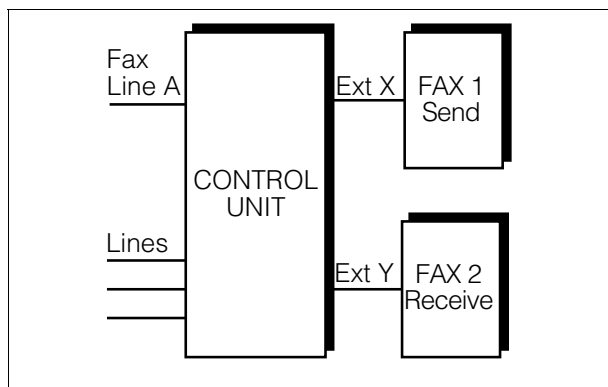 Fax
Line A
Ext X
FAX 1
Send
CONTROL
UNIT
Lines
Ext Y
FAX 2
Receive